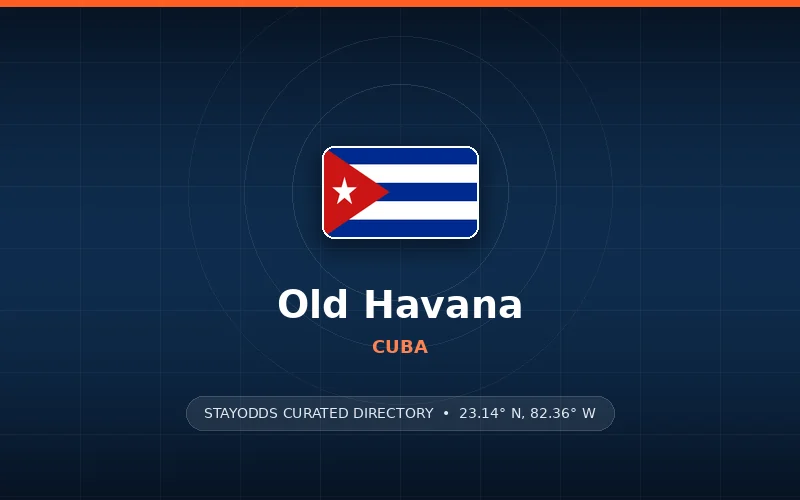 Old Havana
CUBA
STAYODDS CURATED DIRECTORY • 23.14° N, 82.36° W